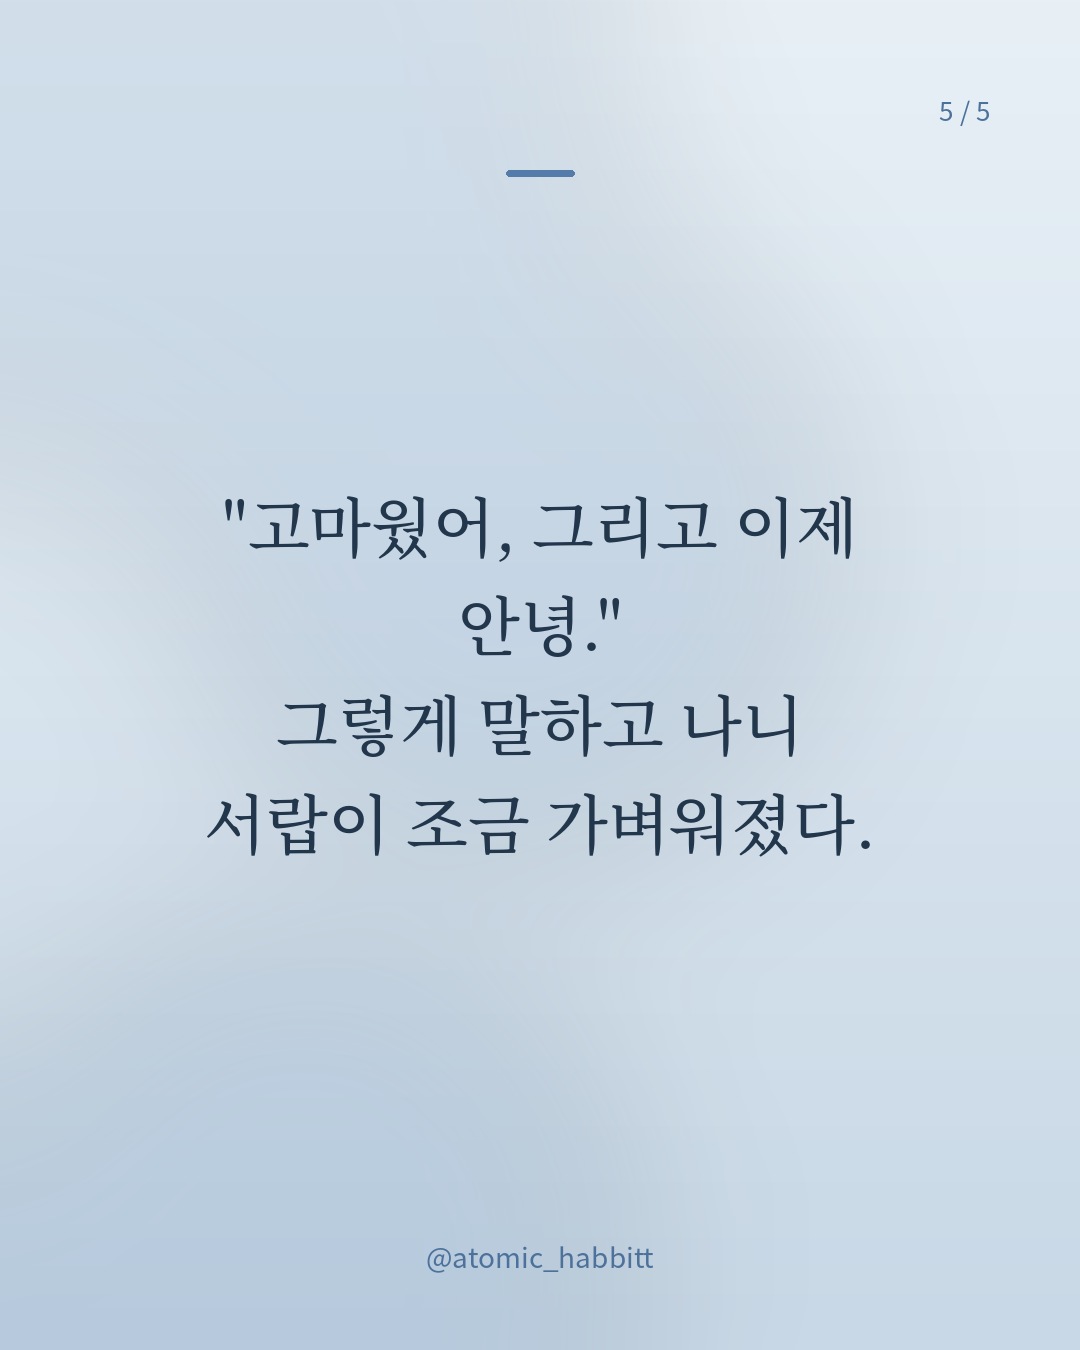 5 / 5
"고마웠어, 그리고 이제
안녕."
그렇게 말하고 나니
서랍이 조금 가벼워졌다.
@atomic_habbitt